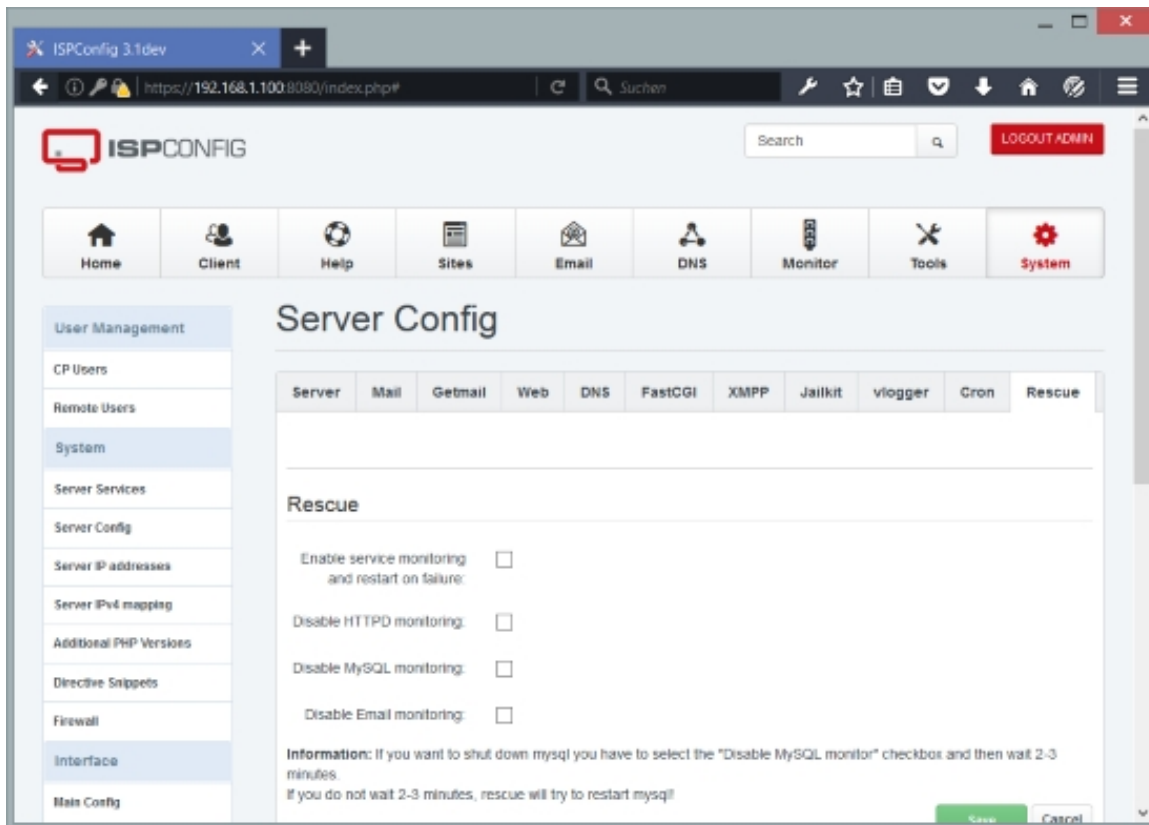 ISPConfig 3.1dev
https://192.168.1.100:8080/index.php#
Suchen
ISPCONFIG
Search
LOGOUT ADMIN
Home Client Help Sites Email DNS Monitor Tools System
User Management
CP Users
Remote Users
System
Server Services
Server Config
Server IP addresses
Server IPv4 mapping
Additional PHP Versions
Directive Snippets
Firewall
Interface
Main Config
Server Config
Server Mail Getmail Web DNS FastCGI XMPP Jailkit vlogger Cron Rescue
Rescue
Enable service monitoring
and restart on failure:
Disable HTTPD monitoring:
Disable MySQL monitoring:
Disable Email monitoring:
Information: If you want to shut down mysql you have to select the "Disable MySQL monitor" checkbox and then wait 2-3
minutes.
If you do not wait 2-3 minutes, rescue will try to restart mysql!
Save Cancel